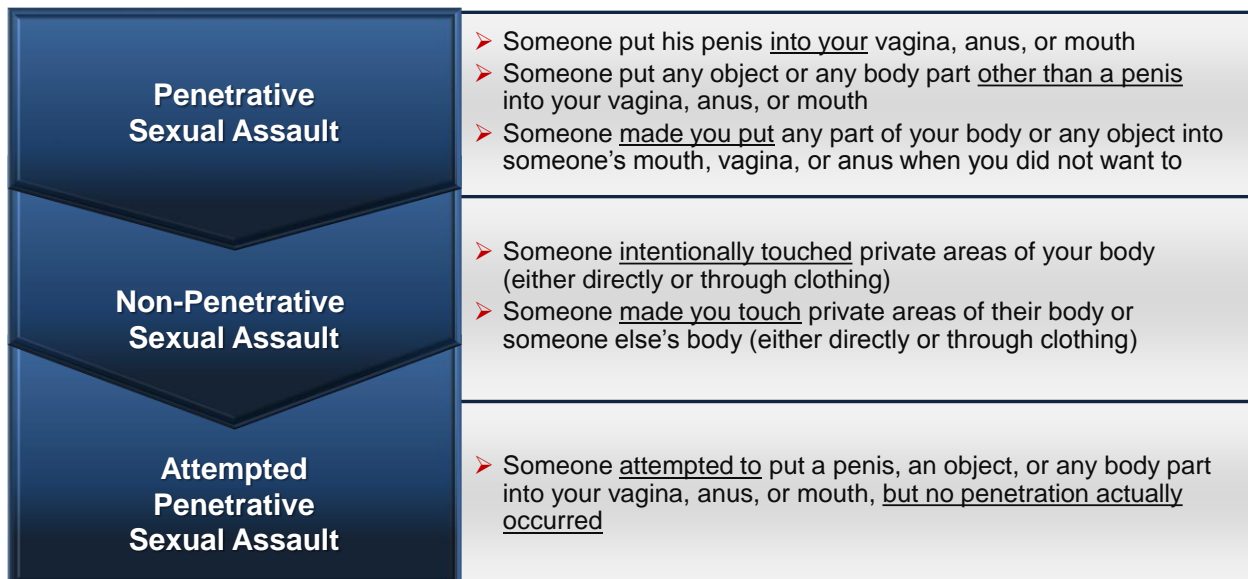 Penetrative
Sexual Assault
➢ Someone put his penis into your vagina, anus, or mouth
➢ Someone put any object or any body part other than a penis
into your vagina, anus, or mouth
➢ Someone made you put any part of your body or any object into
someone’s mouth, vagina, or anus when you did not want to
Non-Penetrative
Sexual Assault
➢ Someone intentionally touched private areas of your body
(either directly or through clothing)
➢ Someone made you touch private areas of their body or
someone else’s body (either directly or through clothing)
Attempted
Penetrative
Sexual Assault
➢ Someone attempted to put a penis, an object, or any body part
into your vagina, anus, or mouth, but no penetration actually
occurred